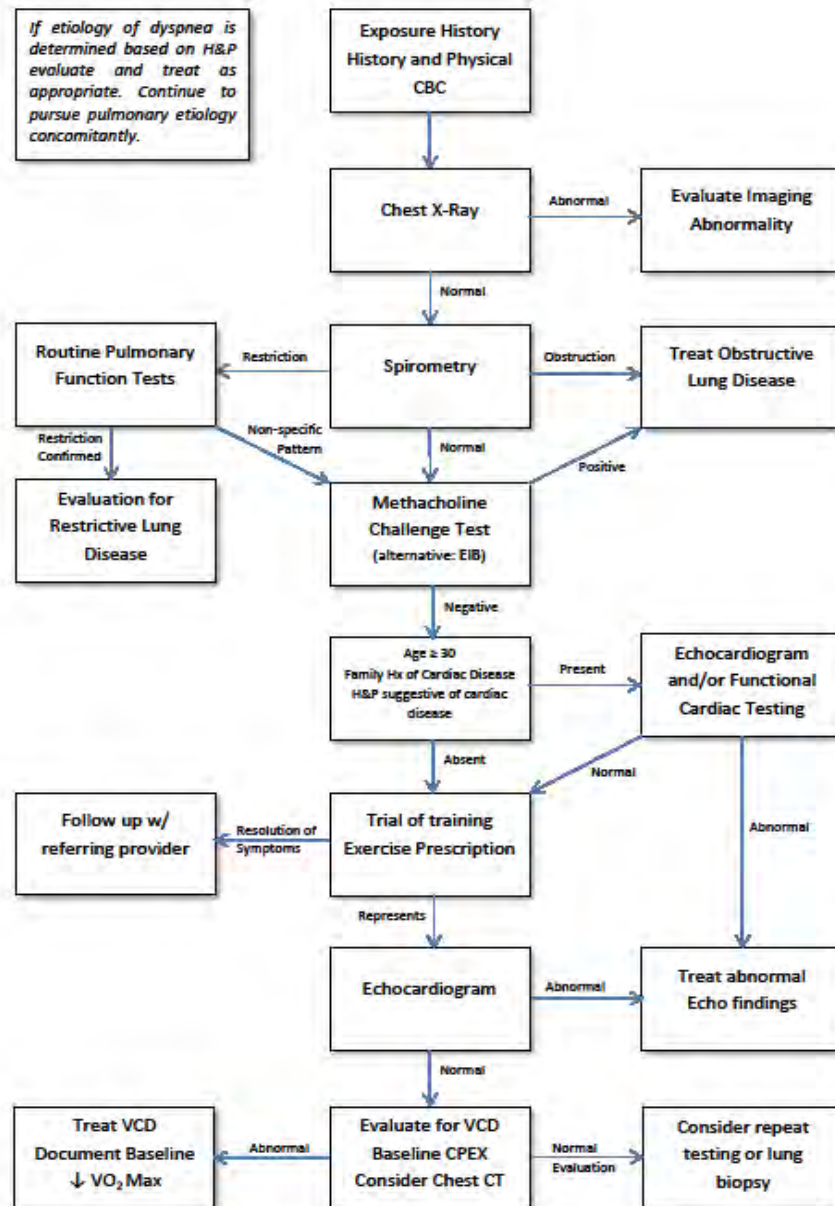 If etiology of dyspnea is
determined based on H&P
evaluate and treat as
appropriate. Continue to
pursue pulmonary etiology
concomitantly.
Exposure History
History and Physical
CBC
Chest X-Ray
Abnormal
Evaluate Imaging
Abnormality
Normal
Routine Pulmonary
Function Tests
Restriction
Spirometry
Obstruction
Treat Obstructive
Lung Disease
Restriction
Confirmed
Non-specific
Pattern
Normal
Positive
Evaluation for
Restrictive Lung
Disease
Methacholine
Challenge Test
(alternative: EIB)
Negative
Age ≥ 30
Family Hx of Cardiac Disease
H&P suggestive of cardiac
disease
Present
Echocardiogram
and/or Functional
Cardiac Testing
Absent
Normal
Abnormal
Follow up w/
referring provider
Resolution of
Symptoms
Trial of training
Exercise Prescription
Represents
Echocardiogram
Abnormal
Treat abnormal
Echo findings
Normal
Treat VCD
Document Baseline
↓ VO₂ Max
Abnormal
Evaluate for VCD
Baseline CPEX
Consider Chest CT
Normal
Evaluation
Consider repeat
testing or lung
biopsy